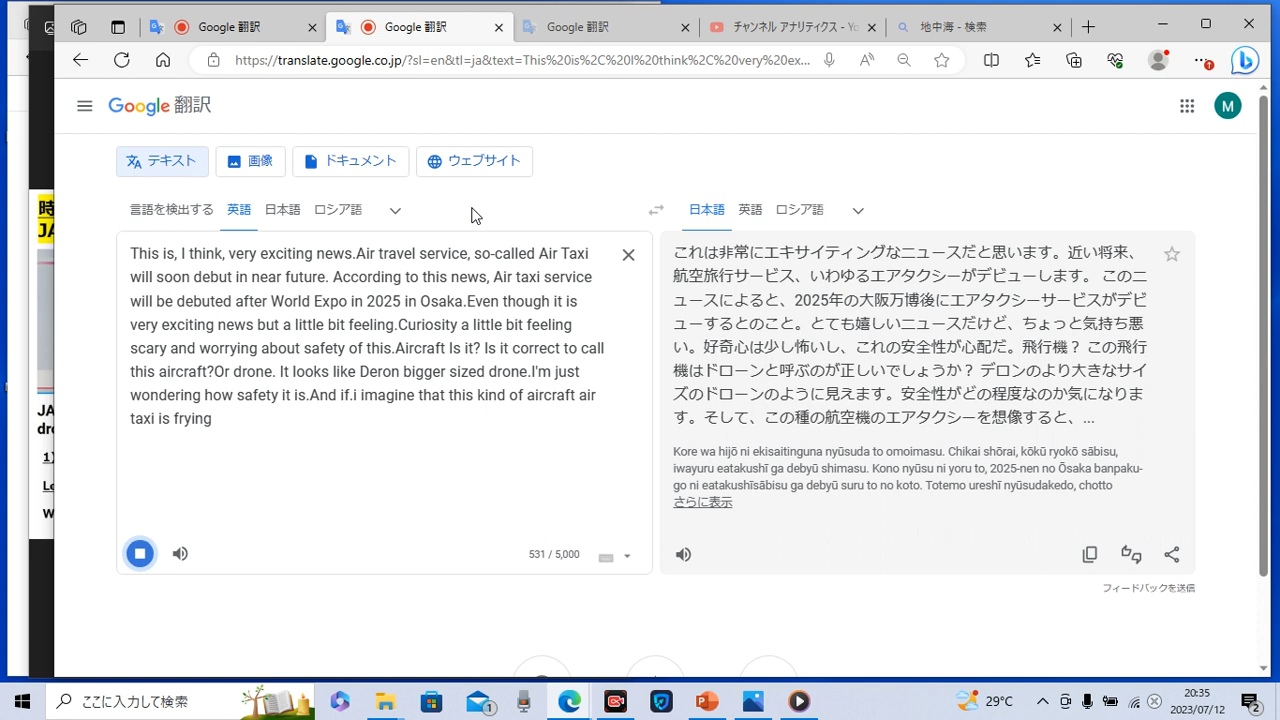 Google 翻訳
Google 翻訳
Google 翻訳
チャンネル アナリティクス - Yo
地中海 - 検索
https://translate.google.co.jp/?sl=en&tl=ja&text=This%20is%2C%20I%20think%2C%20very%20ex...
Google 翻訳
M
テキスト
画像
ドキュメント
ウェブサイト
言語を検出する
英語
日本語
ロシア語
日本語
英語
ロシア語
This is, I think, very exciting news.Air travel service, so-called Air Taxi
will soon debut in near future. According to this news, Air taxi service
will be debuted after World Expo in 2025 in Osaka.Even though it is
very exciting news but a little bit feeling.Curiosity a little bit feeling
scary and worrying about safety of this.Aircraft Is it? Is it correct to call
this aircraft?Or drone. It looks like Deron bigger sized drone.I'm just
wondering how safety it is.And if.i imagine that this kind of aircraft air
taxi is frying
531 / 5,000
これは非常にエキサイティングなニュースだと思います。近い将来、
航空旅行サービス、いわゆるエアタクシーがデビューします。 このニ
ュースによると、2025年の大阪万博後にエアタクシーサービスがデビ
ューするとのこと。とても嬉しいニュースだけど、ちょっと気持ち悪
い。好奇心は少し怖いし、これの安全性が心配だ。飛行機？ この飛行
機はドローンと呼ぶのが正しいでしょうか？ デロンのより大きなサイ
ズのドローンのように見えます。安全性がどの程度なのか気になりま
す。そして、この種の航空機のエアタクシーを想像すると、...
Kore wa hijō ni ekisaitinguna nyūsuda to omoimasu. Chikai shōrai, kōkū ryokō sābisu,
iwayuru eatakushī ga debyū shimasu. Kono nyūsu ni yoru to, 2025-nen no Ōsaka banpaku-
go ni eatakushīsābisu ga debyū suru to no koto. Totemo ureshī nyūsudakedo, chotto
さらに表示
フィードバックを送信
時
JA
JA
dro
1)
Le
W
ここに入力して検索
1
29°C
20:35
2023/07/12
2